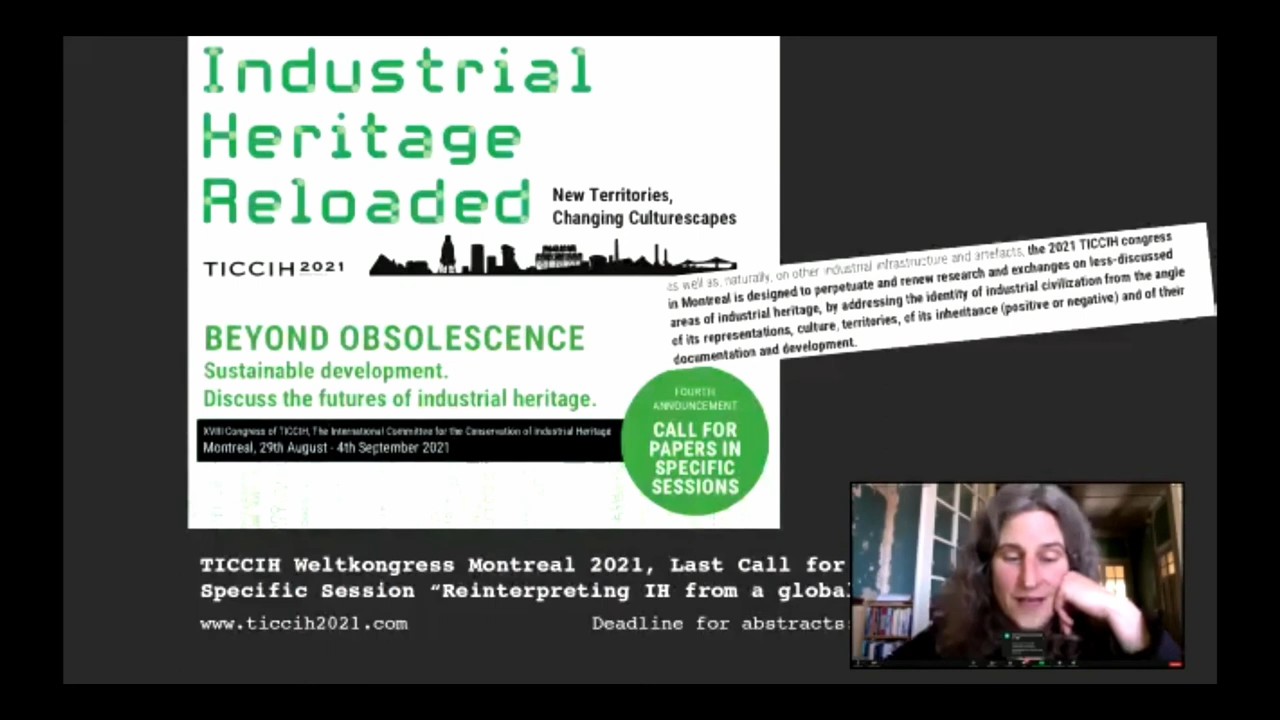 Industrial
Heritage
Reloaded
New Territories,
Changing Culturescapes
TICCIH 2021
as well as, naturally, on other industrial infrastructure and artefacts, the 2021 TICCIH congress
in Montreal is designed to perpetuate and renew research and exchanges on less-discussed
areas of industrial heritage, by addressing the identity of industrial civilization from the angle
of its representations, culture, territories, of its inheritance (positive or negative) and of their
documentation and development.
BEYOND OBSOLESCENCE
Sustainable development.
Discuss the futures of industrial heritage.
XVIII Congress of TICCIH, The International Committee for the Conservation of Industrial Heritage
Montreal, 29th August - 4th September 2021
FOURTH
ANNOUNCEMENT
CALL FOR
PAPERS IN
SPECIFIC
SESSIONS
TICCIH Weltkongress Montreal 2021, Last Call for
Specific Session “Reinterpreting IH from a global
www.ticcih2021.com
Deadline for abstracts: